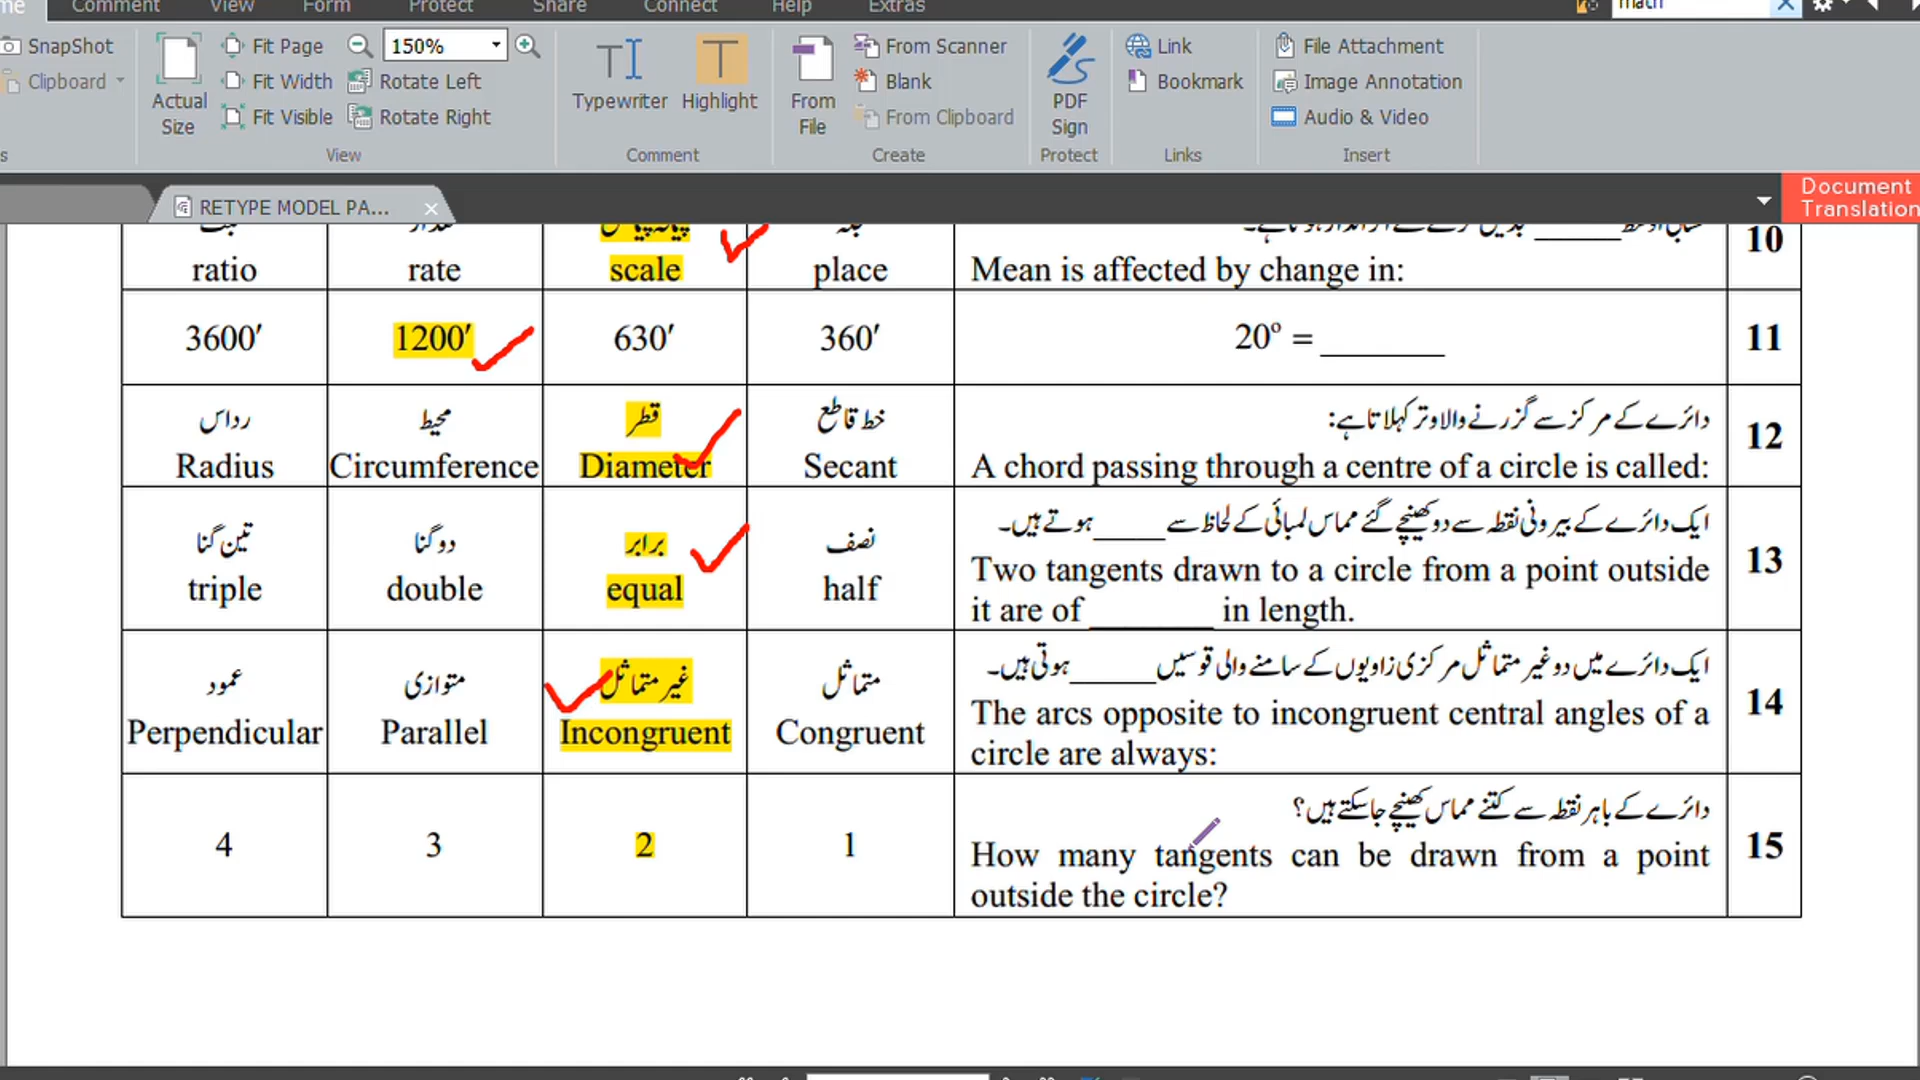 me Comment View Form Protect Share Connect Help Extras math
SnapShot
Clipboard
Actual Size
Fit Page
Fit Width
Fit Visible
150%
Rotate Left
Rotate Right
View
Typewriter
Highlight
Comment
From File
From Scanner
Blank
From Clipboard
Create
PDF Sign
Protect
Link
Bookmark
Links
File Attachment
Image Annotation
Audio & Video
Insert
RETYPE MODEL PA...
Document
Translation
ratio rate scale place Mean is affected by change in: 10
3600′ 1200′ 630′ 360′ 20º = _______ 11
رداس محیط قطر خط قاطع دائرے کے مرکز سے گزرنے والا وتر کہلاتا ہے:
Radius Circumference Diameter Secant A chord passing through a centre of a circle is called: 12
ایک دائرے کے بیرونی نقطہ سے دو کھینچے گئے مماس لمبائی کے لحاظ سے _____ ہوتے ہیں۔
تین گنا دو گنا برابر نصف
triple double equal half
Two tangents drawn to a circle from a point outside
it are of _______ in length.
13
ایک دائرے میں دو غیر متماثل مرکزی زاویوں کے سامنے والی قوسیں _____ ہوتی ہیں۔
عمود متوازی غیر متماثل متماثل
Perpendicular Parallel Incongruent Congruent
The arcs opposite to incongruent central angles of a
circle are always:
14
دائرے کے باہر نقطہ سے کتنے مماس کھینچے جا سکتے ہیں؟
4 3 2 1
How many tangents can be drawn from a point
outside the circle?
15